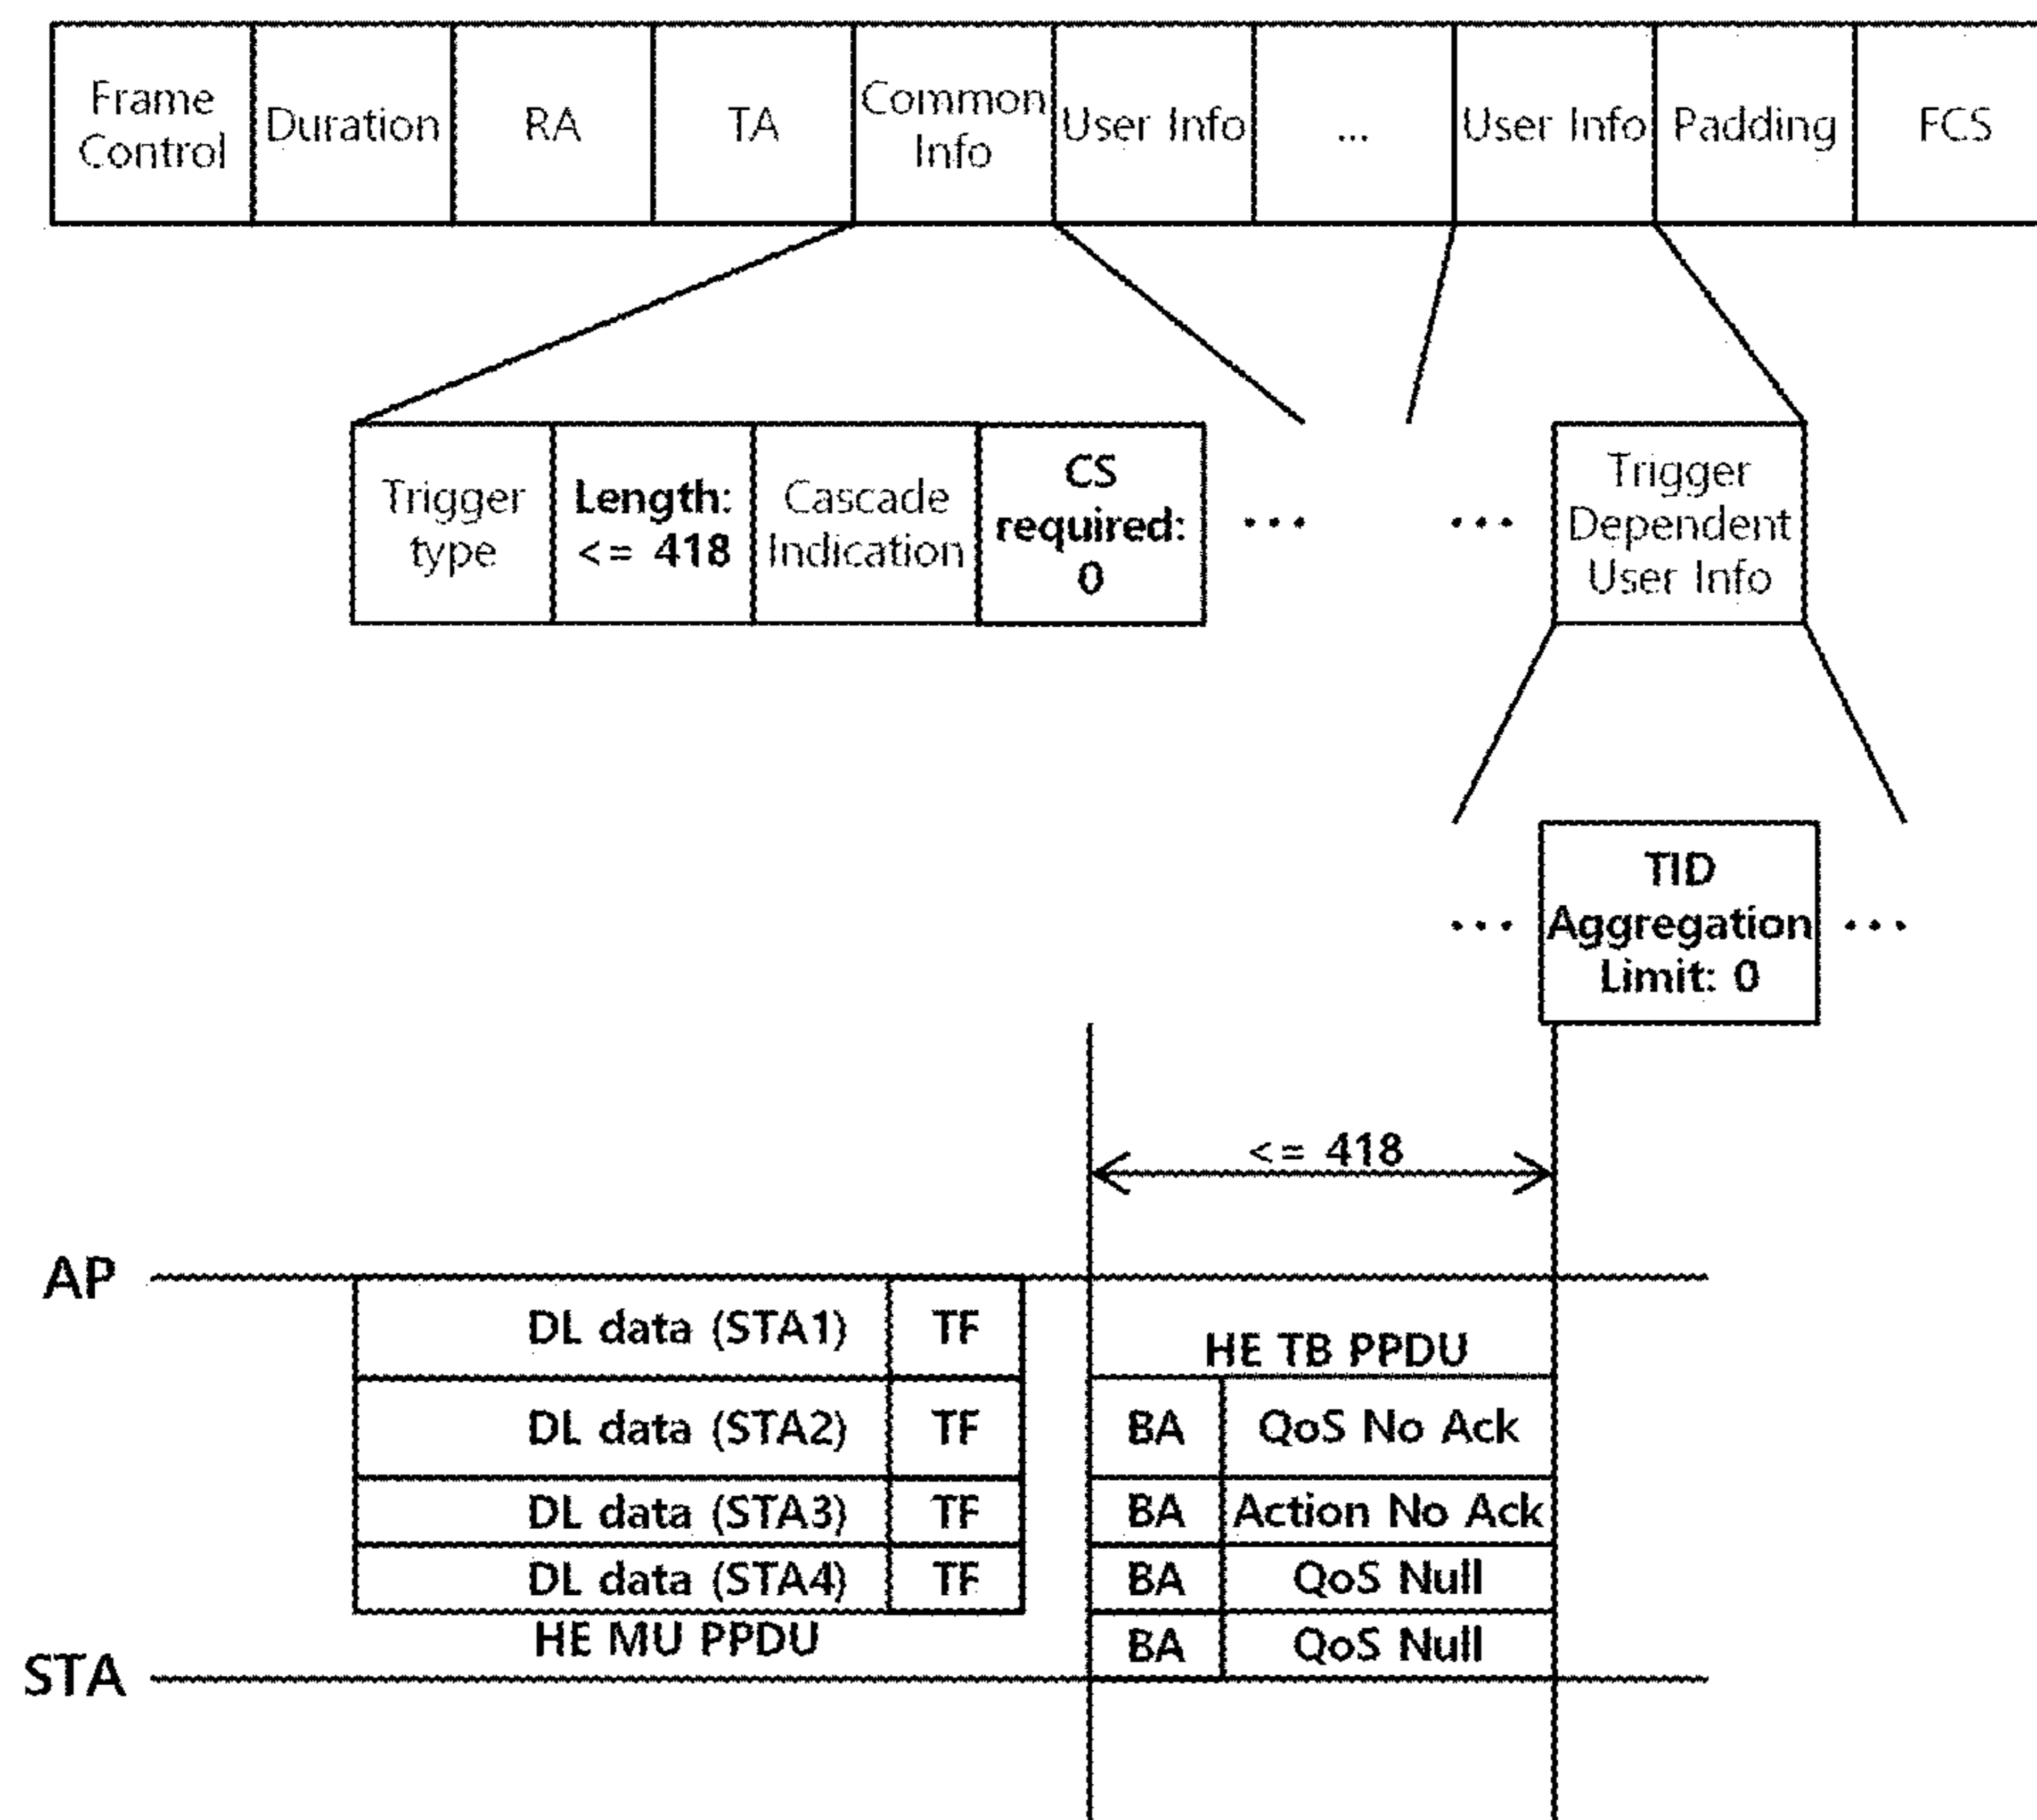 Frame Control
Duration
RA
TA
Common Info
User Info
...
User Info
Padding
FCS
Trigger type
Length: <= 418
Cascade Indication
CS required: 0
...
...
Trigger Dependent User Info
...
TID Aggregation Limit: 0
...
<= 418
AP
DL data (STA1)
TF
HE TB PPDU
DL data (STA2)
TF
BA
QoS No Ack
DL data (STA3)
TF
BA
Action No Ack
DL data (STA4)
TF
BA
QoS Null
HE MU PPDU
BA
QoS Null
STA